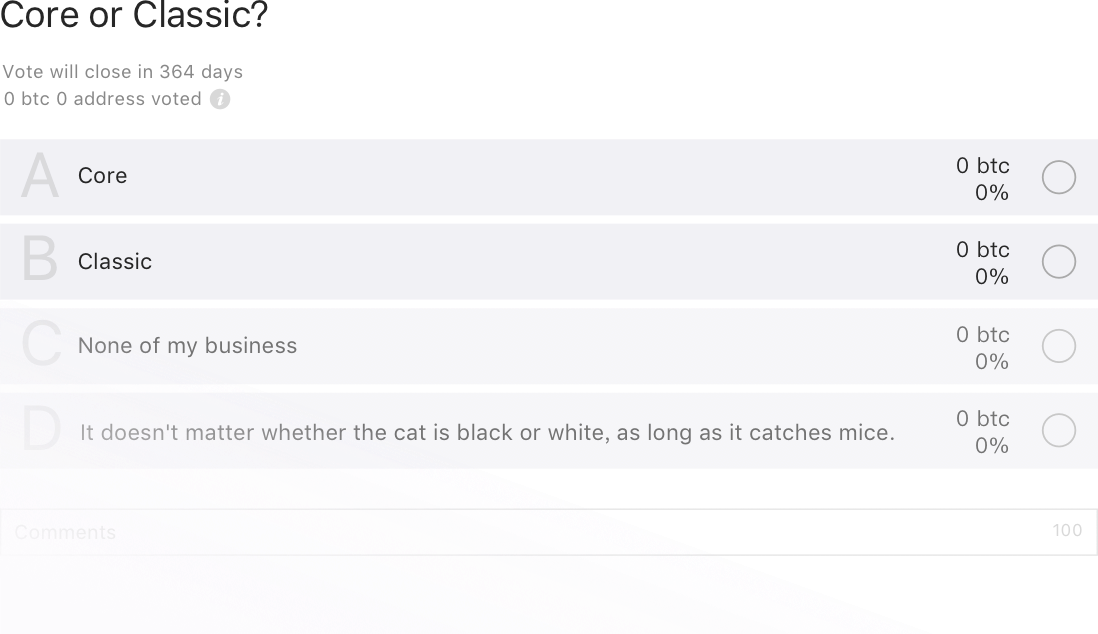 Core or Classic?
Vote will close in 364 days
0 btc 0 address voted i
A Core 0 btc
0%
B Classic 0 btc
0%
C None of my business 0 btc
0%
D It doesn't matter whether the cat is black or white, as long as it catches mice. 0 btc
0%
Comments 100